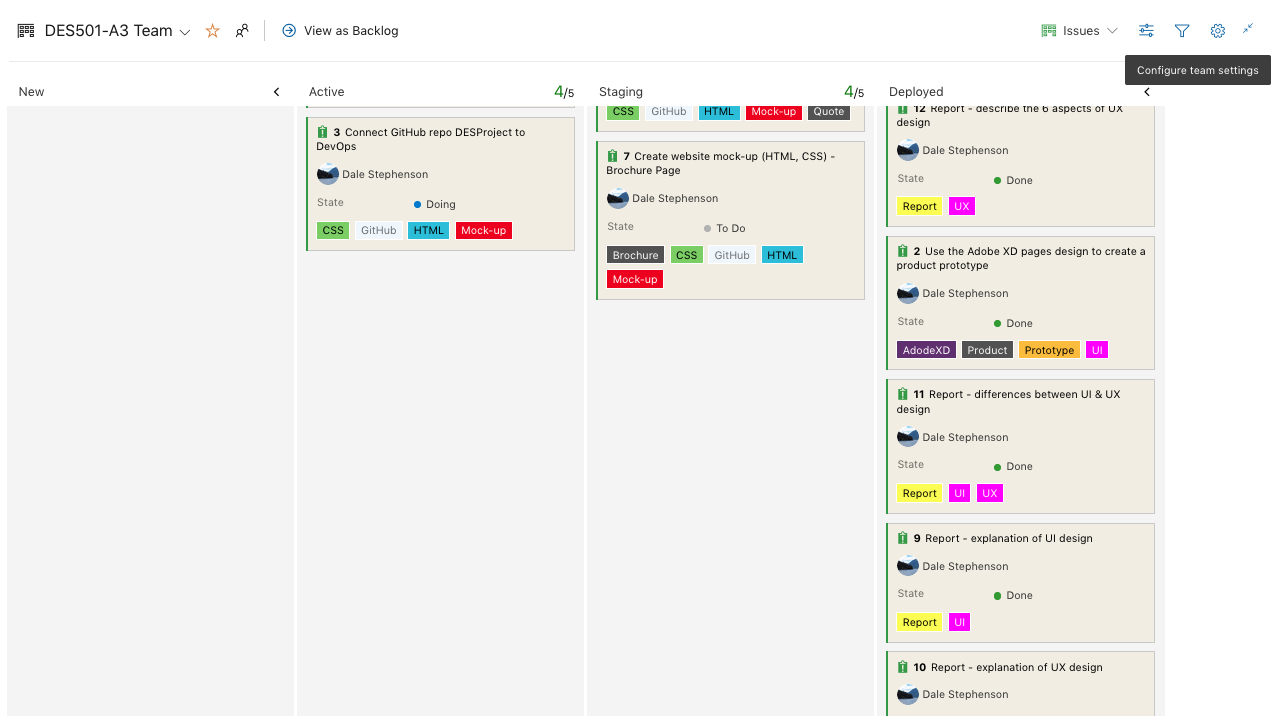 DES501-A3 Team
View as Backlog
Issues
Configure team settings
New
Active
4/5
Staging
4/5
Deployed
3 Connect GitHub repo DESProject to
DevOps
Dale Stephenson
State
Doing
CSS GitHub HTML Mock-up
CSS GitHub HTML Mock-up Quote
7 Create website mock-up (HTML, CSS) -
Brochure Page
Dale Stephenson
State
To Do
Brochure CSS GitHub HTML
Mock-up
12 Report - describe the 6 aspects of UX
design
Dale Stephenson
State
Done
Report UX
2 Use the Adobe XD pages design to create a
product prototype
Dale Stephenson
State
Done
AdodeXD Product Prototype UI
11 Report - differences between UI & UX
design
Dale Stephenson
State
Done
Report UI UX
9 Report - explanation of UI design
Dale Stephenson
State
Done
Report UI
10 Report - explanation of UX design
Dale Stephenson